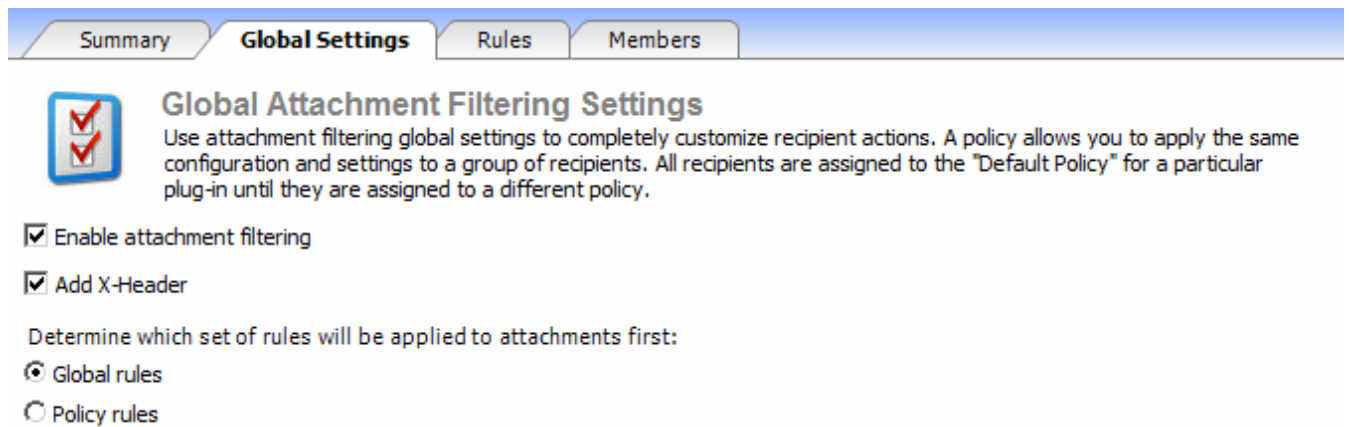 Summary Global Settings Rules Members
Global Attachment Filtering Settings
Use attachment filtering global settings to completely customize recipient actions. A policy allows you to apply the same
configuration and settings to a group of recipients. All recipients are assigned to the "Default Policy" for a particular
plug-in until they are assigned to a different policy.
Enable attachment filtering
Add X-Header
Determine which set of rules will be applied to attachments first:
Global rules
Policy rules